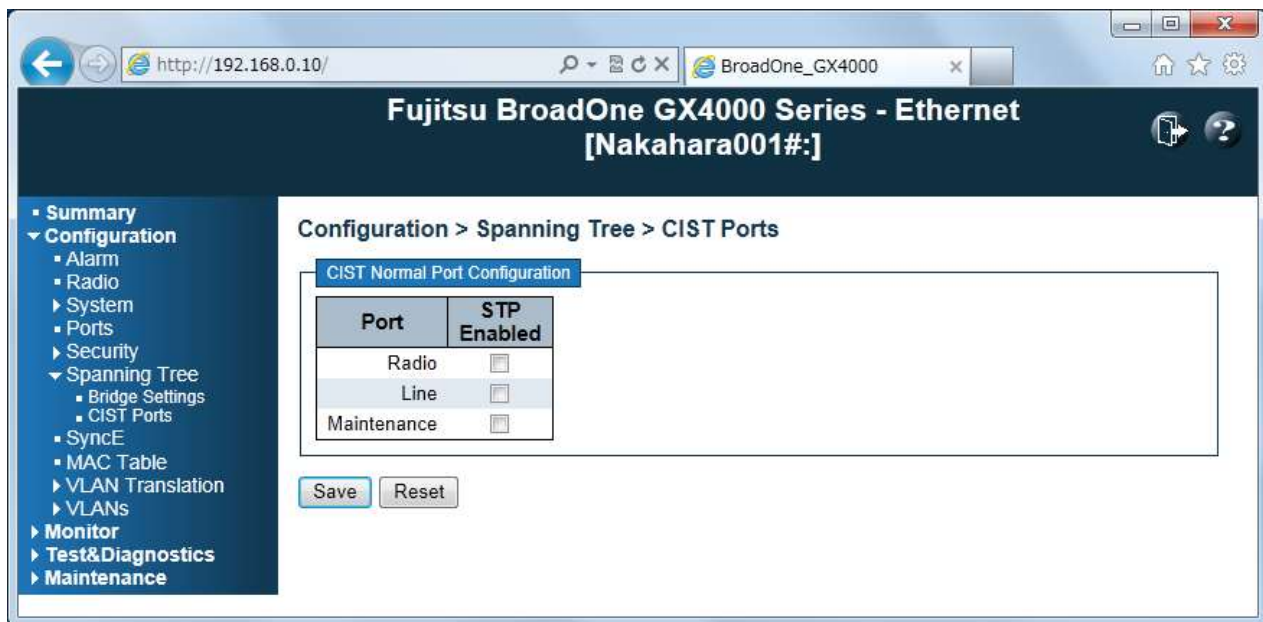 http://192.168.0.10/
BroadOne_GX4000
Fujitsu BroadOne GX4000 Series - Ethernet
[Nakahara001#:]
Summary
Configuration
Alarm
Radio
System
Ports
Security
Spanning Tree
Bridge Settings
CIST Ports
SyncE
MAC Table
VLAN Translation
VLANs
Monitor
Test&Diagnostics
Maintenance
Configuration > Spanning Tree > CIST Ports
CIST Normal Port Configuration
Port STP Enabled
Radio
Line
Maintenance
Save Reset